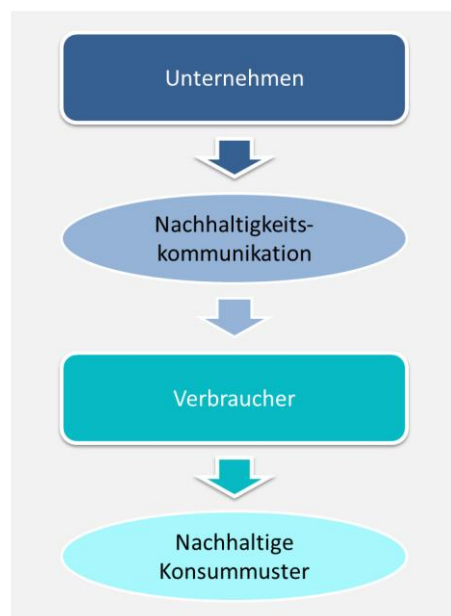 Unternehmen
Nachhaltigkeits-
kommunikation
Verbraucher
Nachhaltige
Konsummuster